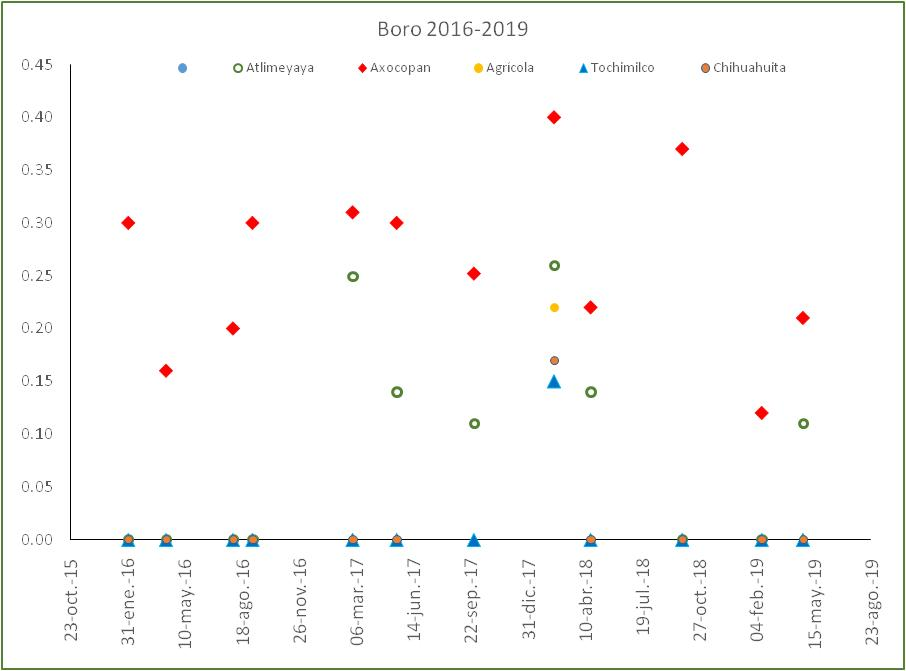 Boro 2016-2019
Atlimeyaya Axocopan Agrícola Tochimilco Chihuahuita
0.45
0.40
0.35
0.30
0.25
0.20
0.15
0.10
0.05
0.00
23-oct.-15
31-ene.-16
10-may.-16
18-ago.-16
26-nov.-16
06-mar.-17
14-jun.-17
22-sep.-17
31-dic.-17
10-abr.-18
19-jul.-18
27-oct.-18
04-feb.-19
15-may.-19
23-ago.-19